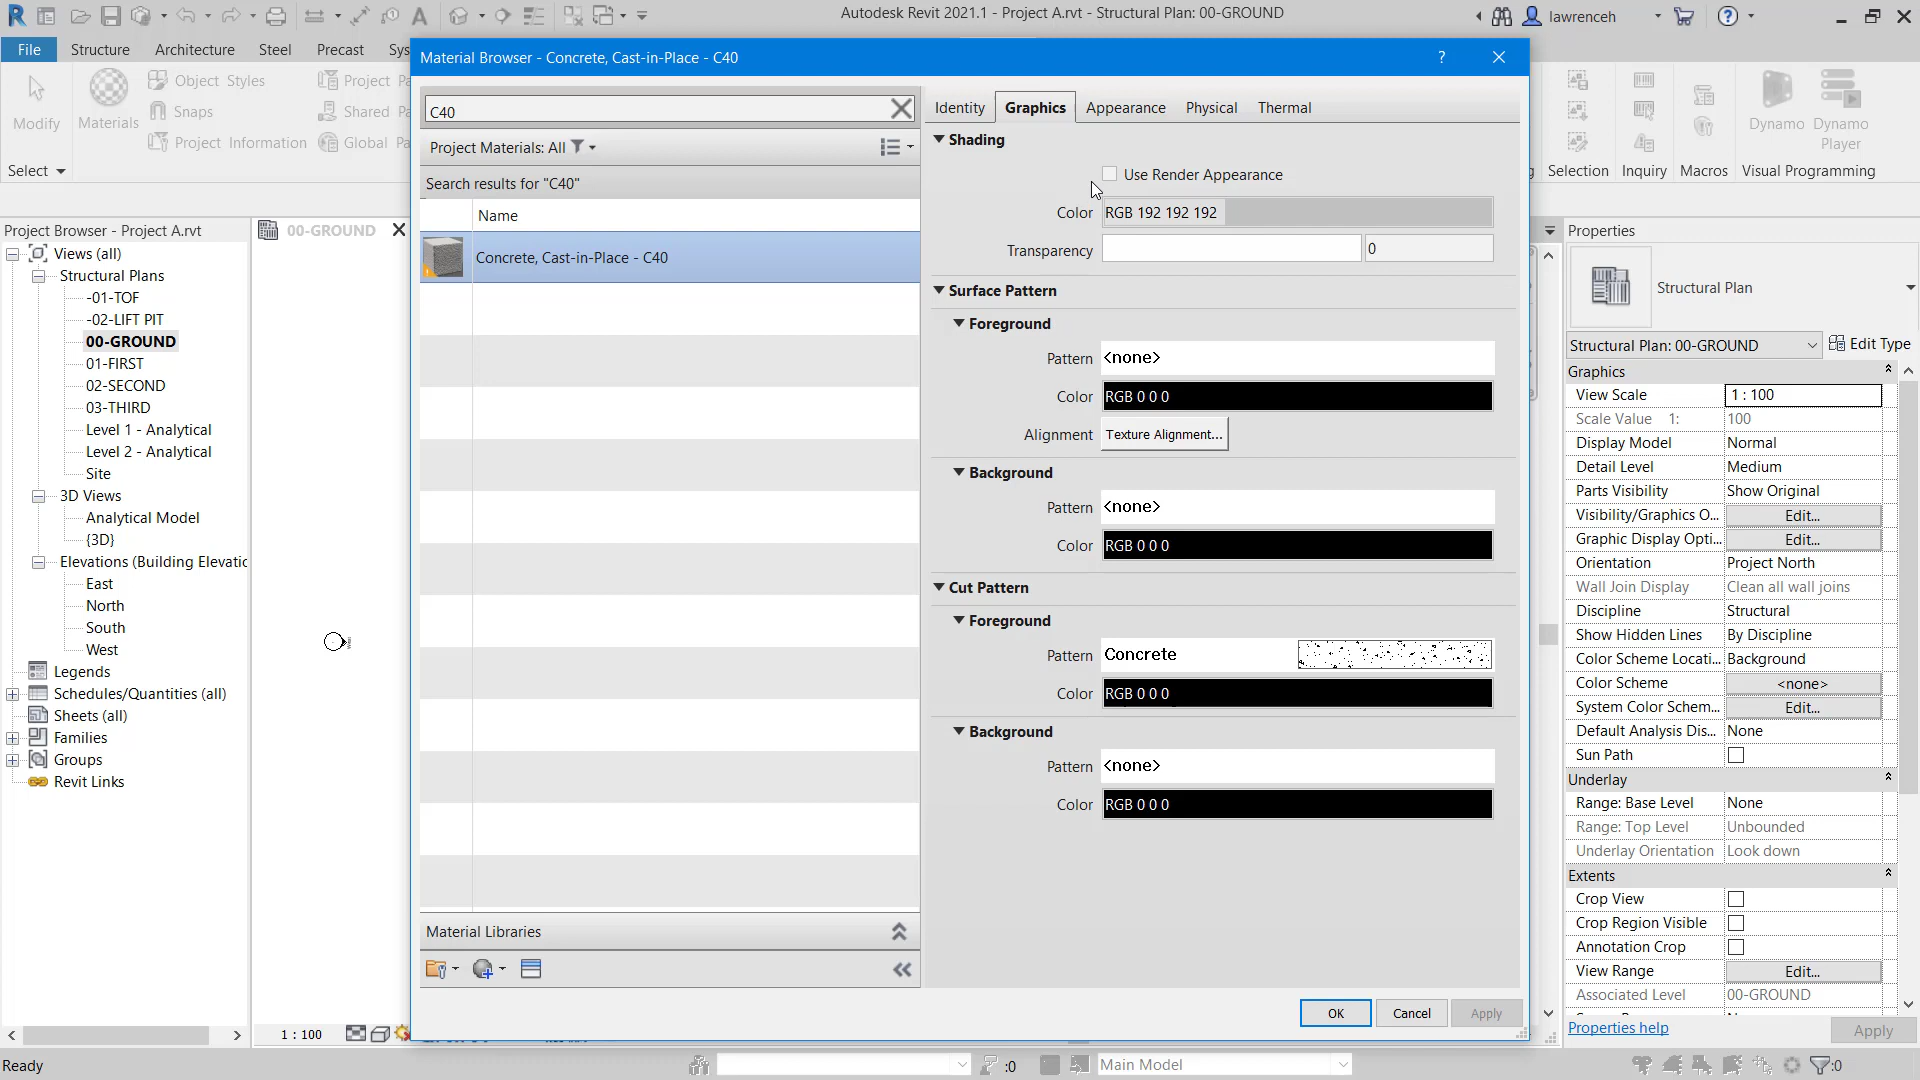 Autodesk Revit 2021.1 - Project A.rvt - Structural Plan: 00-GROUND
lawrenceh
File
Structure
Architecture
Steel
Precast
Modify
Select
Materials
Object Styles
Snaps
Project Information
Shared
Selection
Inquiry
Macros
Dynamo
Dynamo
Player
Visual Programming
Project Browser - Project A.rvt
Views (all)
Structural Plans
-01-TOF
-02-LIFT PIT
00-GROUND
01-FIRST
02-SECOND
03-THIRD
Level 1 - Analytical
Level 2 - Analytical
Site
3D Views
Analytical Model
{3D}
Elevations (Building Elevatic
East
North
South
West
Legends
Schedules/Quantities (all)
Sheets (all)
Families
Groups
Revit Links
00-GROUND
1 : 100
Material Browser - Concrete, Cast-in-Place - C40
C40
Project Materials: All
Search results for "C40"
Name
Concrete, Cast-in-Place - C40
Material Libraries
Identity
Graphics
Appearance
Physical
Thermal
Shading
Use Render Appearance
Color RGB 192 192 192
Transparency 0
Surface Pattern
Foreground
Pattern <none>
Color RGB 0 0 0
Alignment Texture Alignment...
Background
Pattern <none>
Color RGB 0 0 0
Cut Pattern
Foreground
Pattern Concrete
Color RGB 0 0 0
Background
Pattern <none>
Color RGB 0 0 0
OK
Cancel
Apply
Properties
Structural Plan
Structural Plan: 00-GROUND
Edit Type
Graphics
View Scale 1 : 100
Scale Value 1: 100
Display Model Normal
Detail Level Medium
Parts Visibility Show Original
Visibility/Graphics O... Edit...
Graphic Display Opti... Edit...
Orientation Project North
Wall Join Display Clean all wall joins
Discipline Structural
Show Hidden Lines By Discipline
Color Scheme Locati... Background
Color Scheme <none>
System Color Schem... Edit...
Default Analysis Dis... None
Sun Path
Underlay
Range: Base Level None
Range: Top Level Unbounded
Underlay Orientation Look down
Extents
Crop View
Crop Region Visible
Annotation Crop
View Range Edit...
Associated Level 00-GROUND
Properties help
Apply
Ready
:0
Main Model
:0